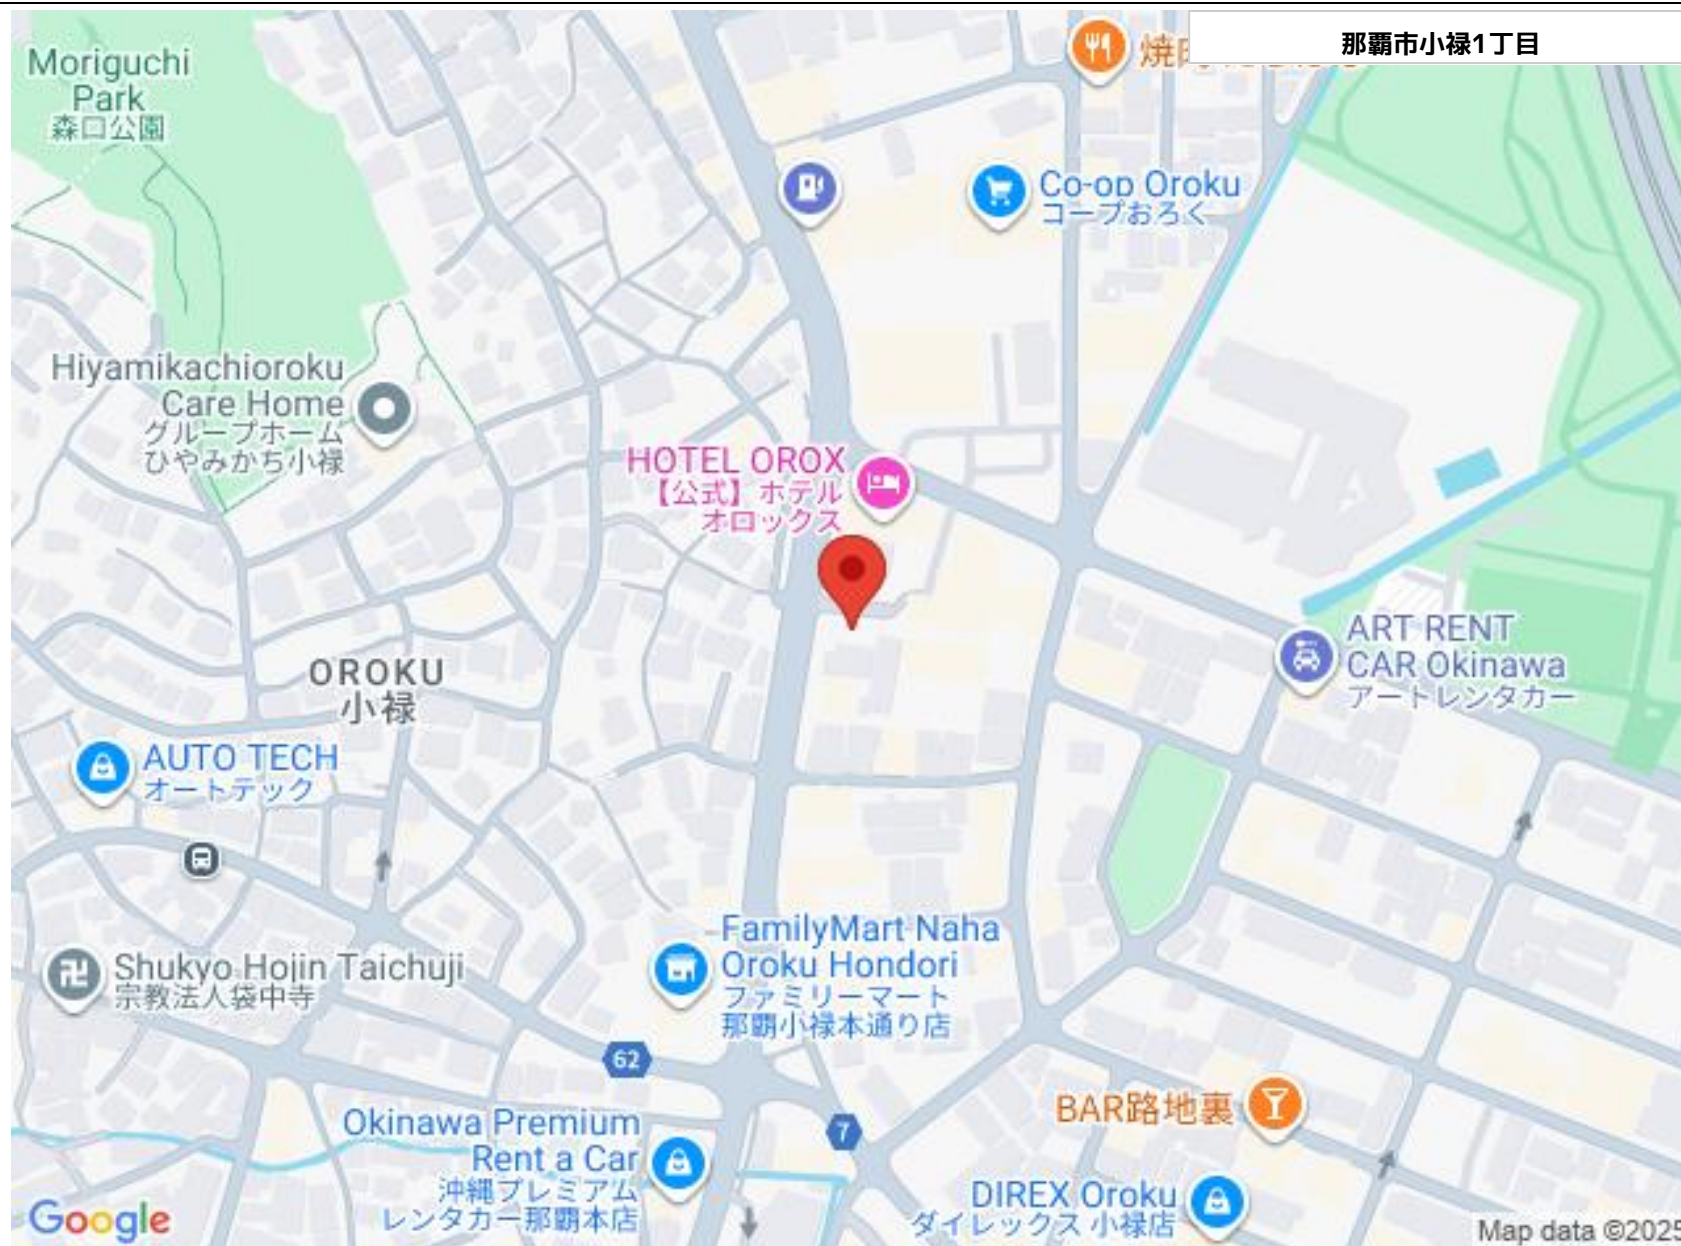 Moriguchi
Park
森口公園
那覇市小禄1丁目
Co-op Oroku
コープおろく
Hiyamikachioroku
Care Home
グループホーム
ひやみかち小禄
HOTEL OROX
【公式】ホテル
オロックス
ART RENT
CAR Okinawa
アートレンタカー
OROKU
小禄
AUTO TECH
オートテック
FamilyMart Naha
Oroku Hondori
ファミリーマート
那覇小禄本通り店
Shukyo Hojin Taichuji
宗教法人袋中寺
62
7
BAR路地裏
Okinawa Premium
Rent a Car
沖縄プレミアム
レンタカー那覇本店
DIREX Oroku
ダイレックス 小禄店
Google
Map data ©2025